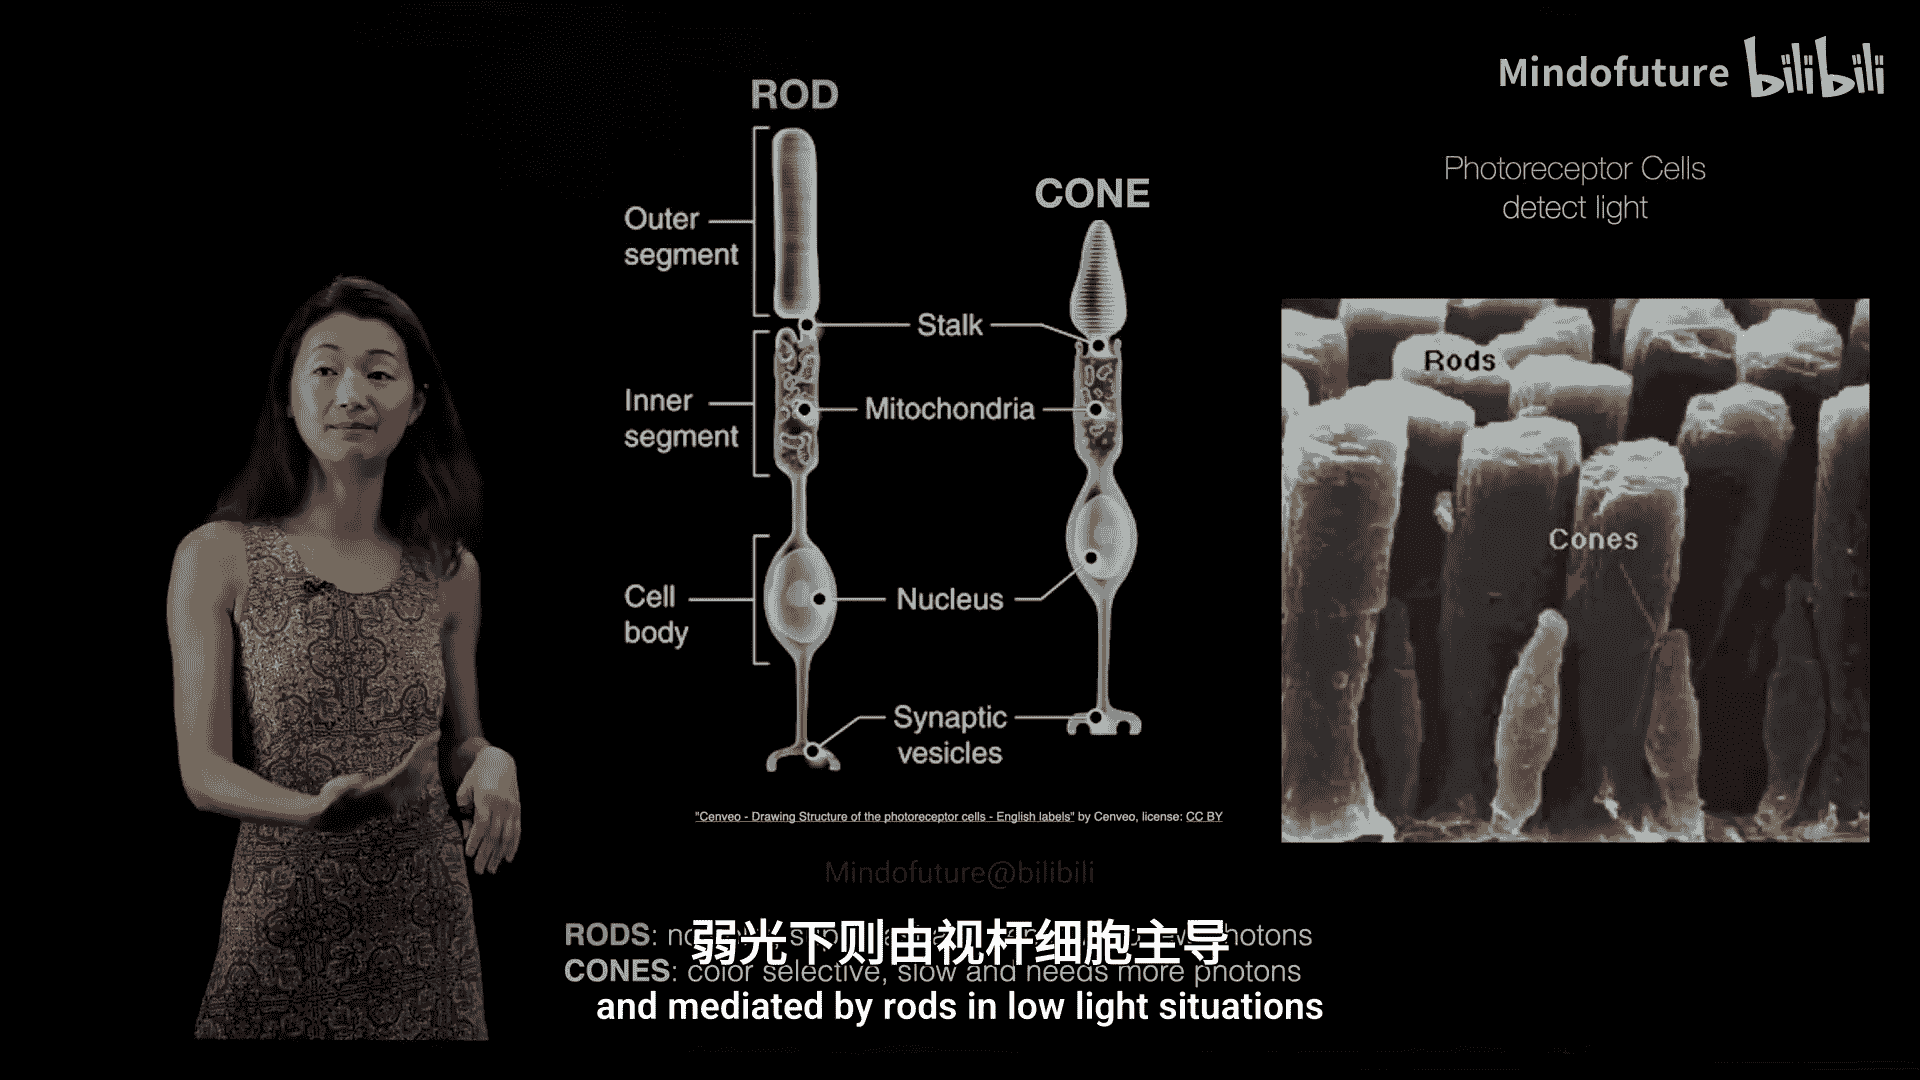 Mindofuture bilibili
ROD
CONE
Photoreceptor Cells
detect light
Outer
segment
Stalk
Inner
segment
Mitochondria
Rods
Cones
Cell
body
Nucleus
Synaptic
vesicles
"Cenveo - Drawing Structure of the photoreceptor cells - English labels" by Cenveo, license: CC BY
Mindofuture@bilibili
RODS: photons
弱光下则由视杆细胞主导
CONES: color selective, slow and needs more photons
and mediated by rods in low light situations